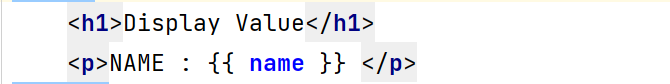 <h1>Display Value</h1>
<p>NAME : {{ name }} </p>